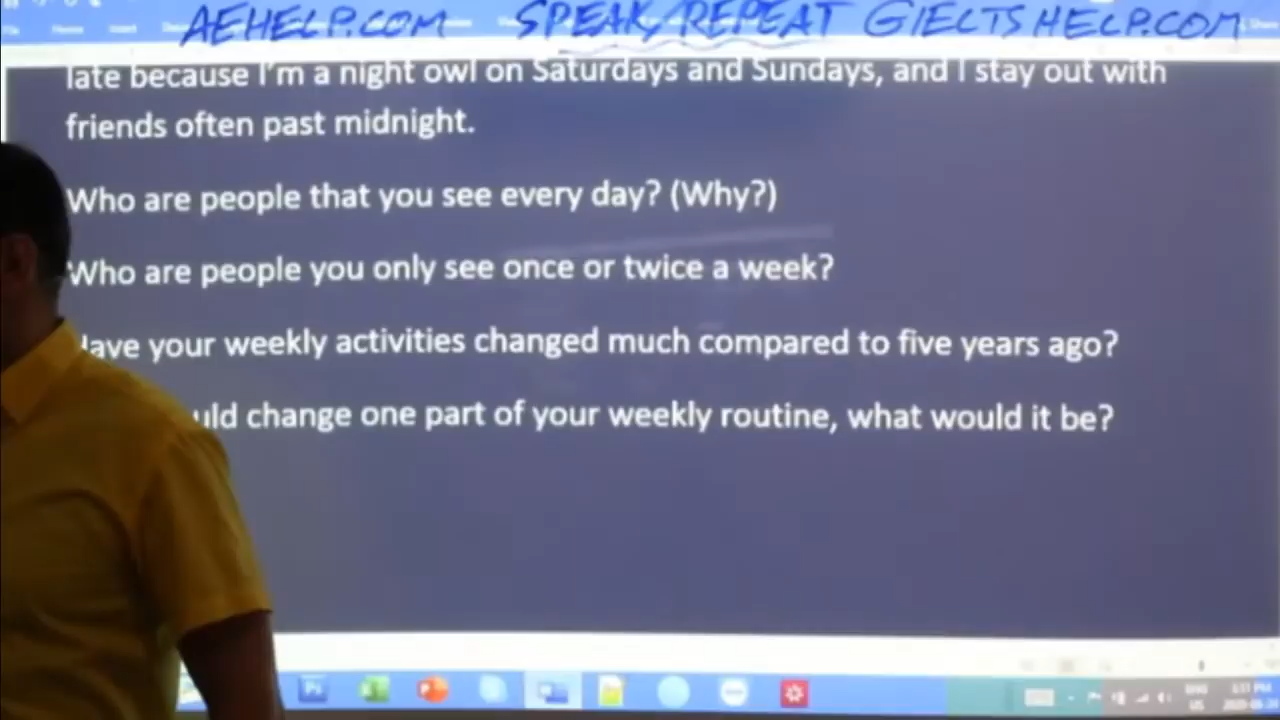 AEHELP.COM SPEAK/REPEAT GIELTSHELP.COM
late because I'm a night owl on Saturdays and Sundays, and I stay out with
friends often past midnight.
Who are people that you see every day? (Why?)
Who are people you only see once or twice a week?
Have your weekly activities changed much compared to five years ago?
uld change one part of your weekly routine, what would it be?
Ps